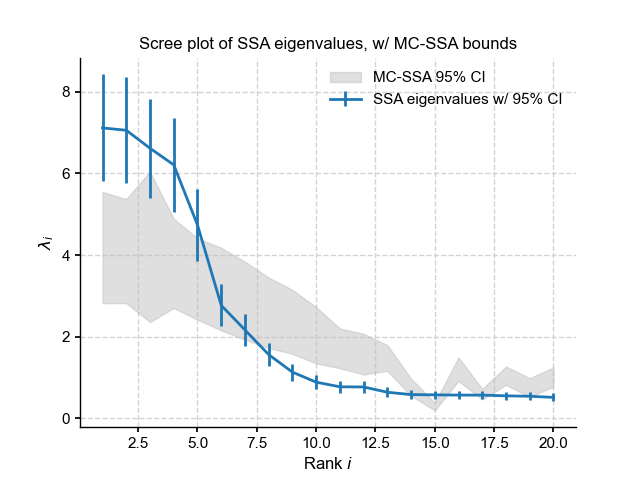 Scree plot of SSA eigenvalues, w/ MC-SSA bounds
MC-SSA 95% CI
SSA eigenvalues w/ 95% CI
8
6
4
2
0
λi
2.5 5.0 7.5 10.0 12.5 15.0 17.5 20.0
Rank i